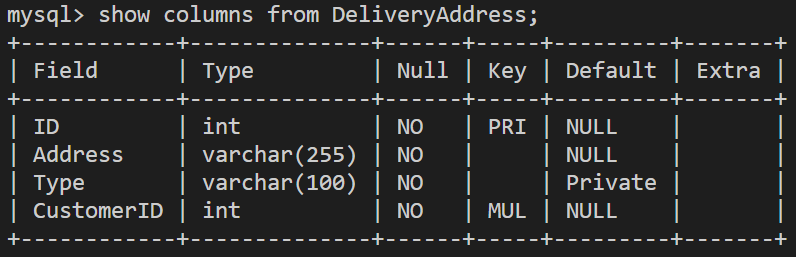 mysql> show columns from DeliveryAddress;
+------------+--------------+------+-----+---------+-------+
| Field      | Type         | Null | Key | Default | Extra |
+------------+--------------+------+-----+---------+-------+
| ID         | int          | NO   | PRI | NULL    |       |
| Address    | varchar(255) | NO   |     | NULL    |       |
| Type       | varchar(100) | NO   |     | Private |       |
| CustomerID | int          | NO   | MUL | NULL    |       |
+------------+--------------+------+-----+---------+-------+